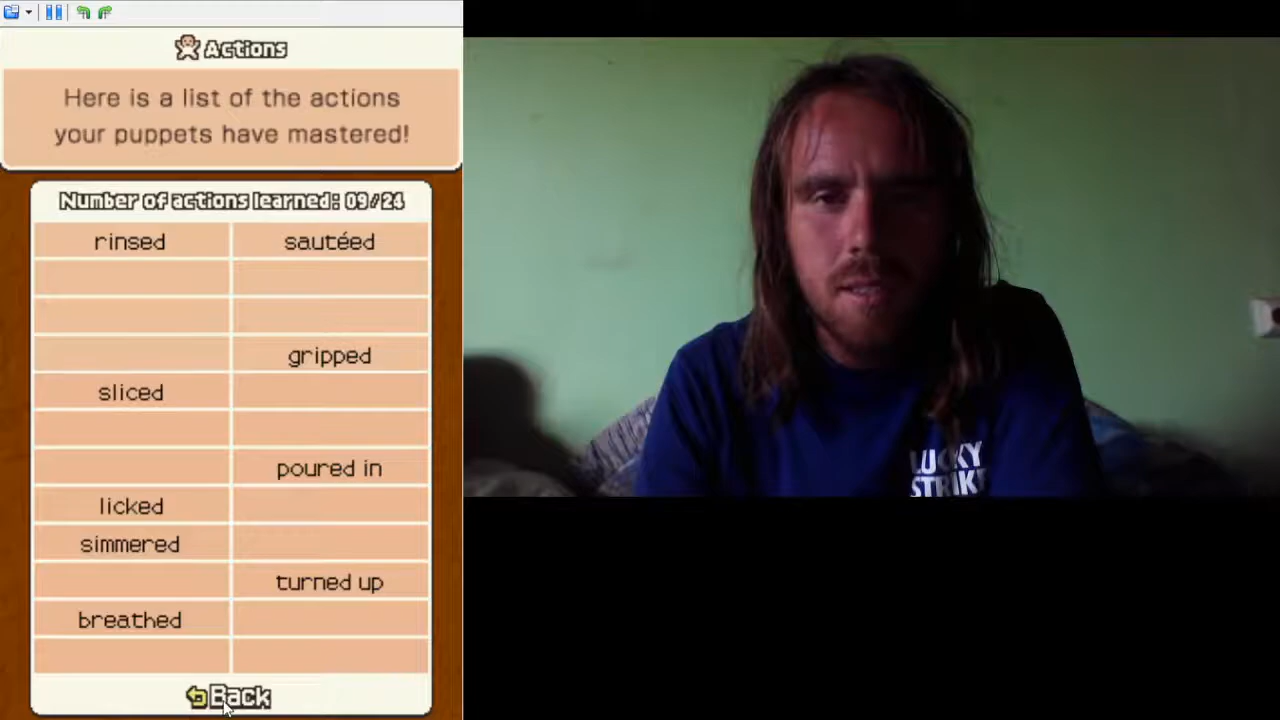 Actions
Here is a list of the actions
your puppets have mastered!
Number of actions learned: 09/24
rinsed sautéed
gripped
sliced
poured in
licked
simmered
turned up
breathed
Back
LUCKY
STRIKE